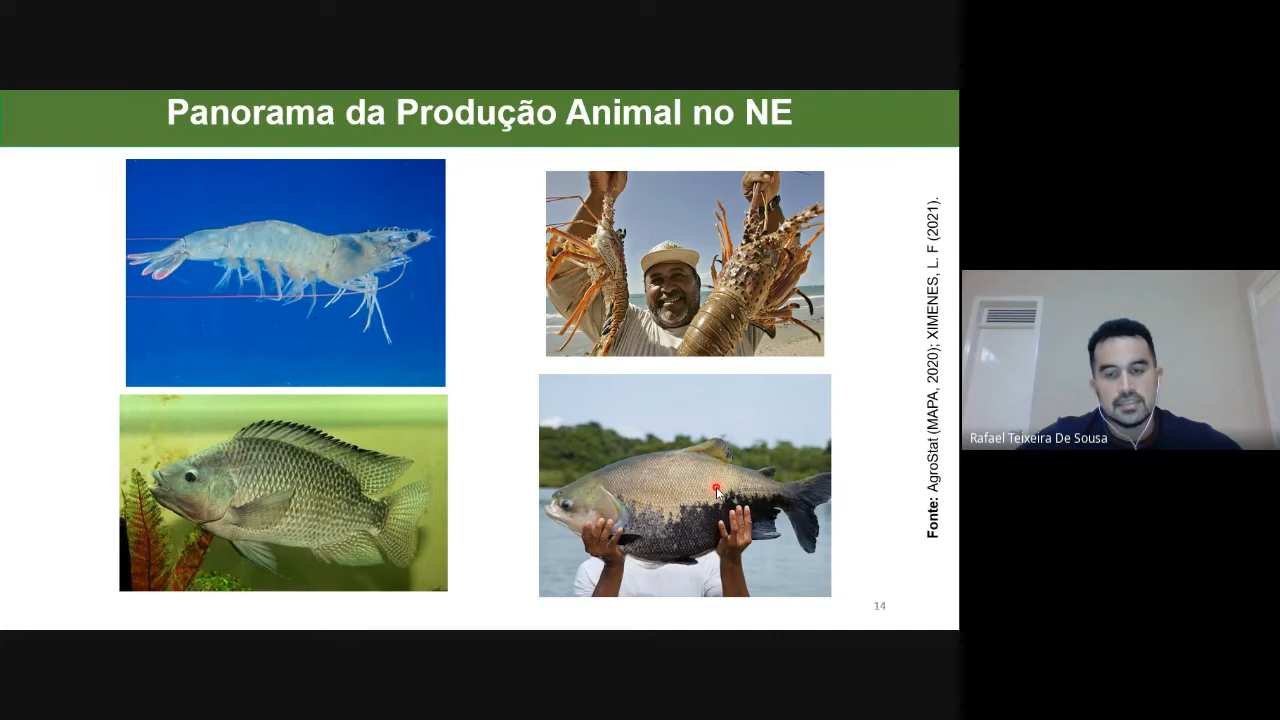 Panorama da Produção Animal no NE
Fonte: AgroStat (MAPA, 2020); XIMENES, L. F (2021).
14
Rafael Teixeira De Sousa